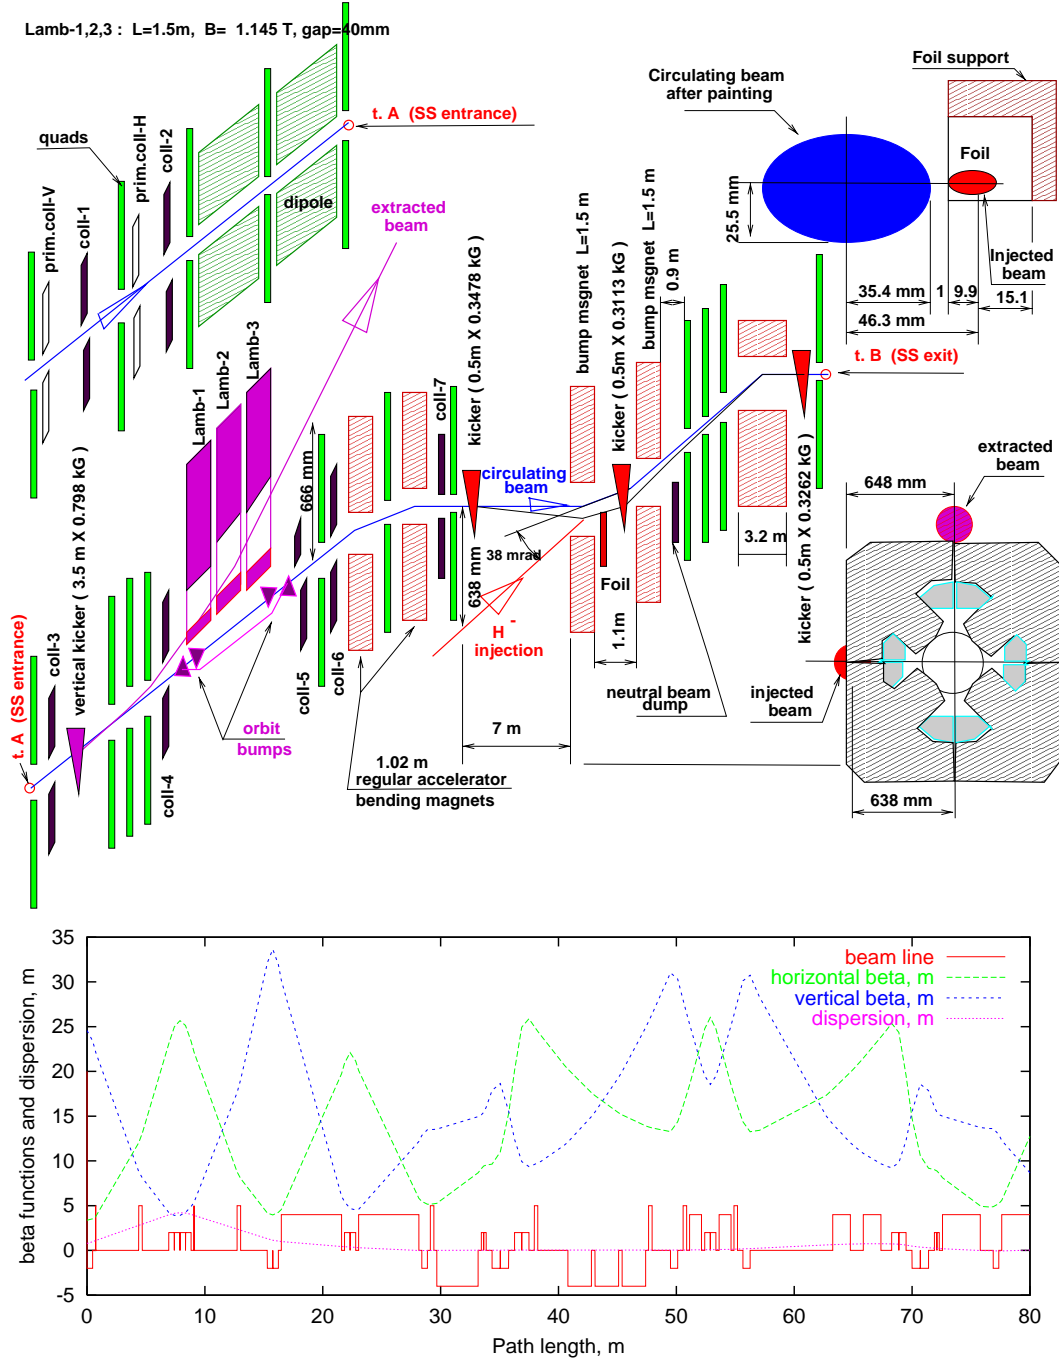 Lamb-1,2,3 : L=1.5m, B= 1.145 T, gap=40mm
quads
prim.coll-V
coll-1
prim.coll-H
coll-2
dipole
t. A (SS entrance)
extracted
beam
Circulating beam
after painting
Foil support
Foil
25.5 mm
Injected
beam
35.4 mm
1
9.9
15.1
46.3 mm
t. B (SS exit)
Lamb-1
Lamb-2
Lamb-3
666 mm
coll-7
kicker ( 0.5m X 0.3478 kG )
bump msgnet L=1.5 m
kicker (0.5m X 0.3113 kG)
bump msgnet L=1.5 m
0.9 m
circulating
beam
38 mrad
638 mm
H -
injection
Foil
1.1m
3.2 m
kicker (0.5m X 0.3262 kG )
neutral beam
dump
7 m
t. A (SS entrance)
coll-3
vertical kicker ( 3.5 m X 0.798 kG )
coll-4
orbit
bumps
coll-5
coll-6
1.02 m
regular accelerator
bending magnets
extracted
beam
648 mm
injected
beam
638 mm
beta functions and dispersion, m
35
30
25
20
15
10
5
0
-5
beam line
horizontal beta, m
vertical beta, m
dispersion, m
0 10 20 30 40 50 60 70 80
Path length, m